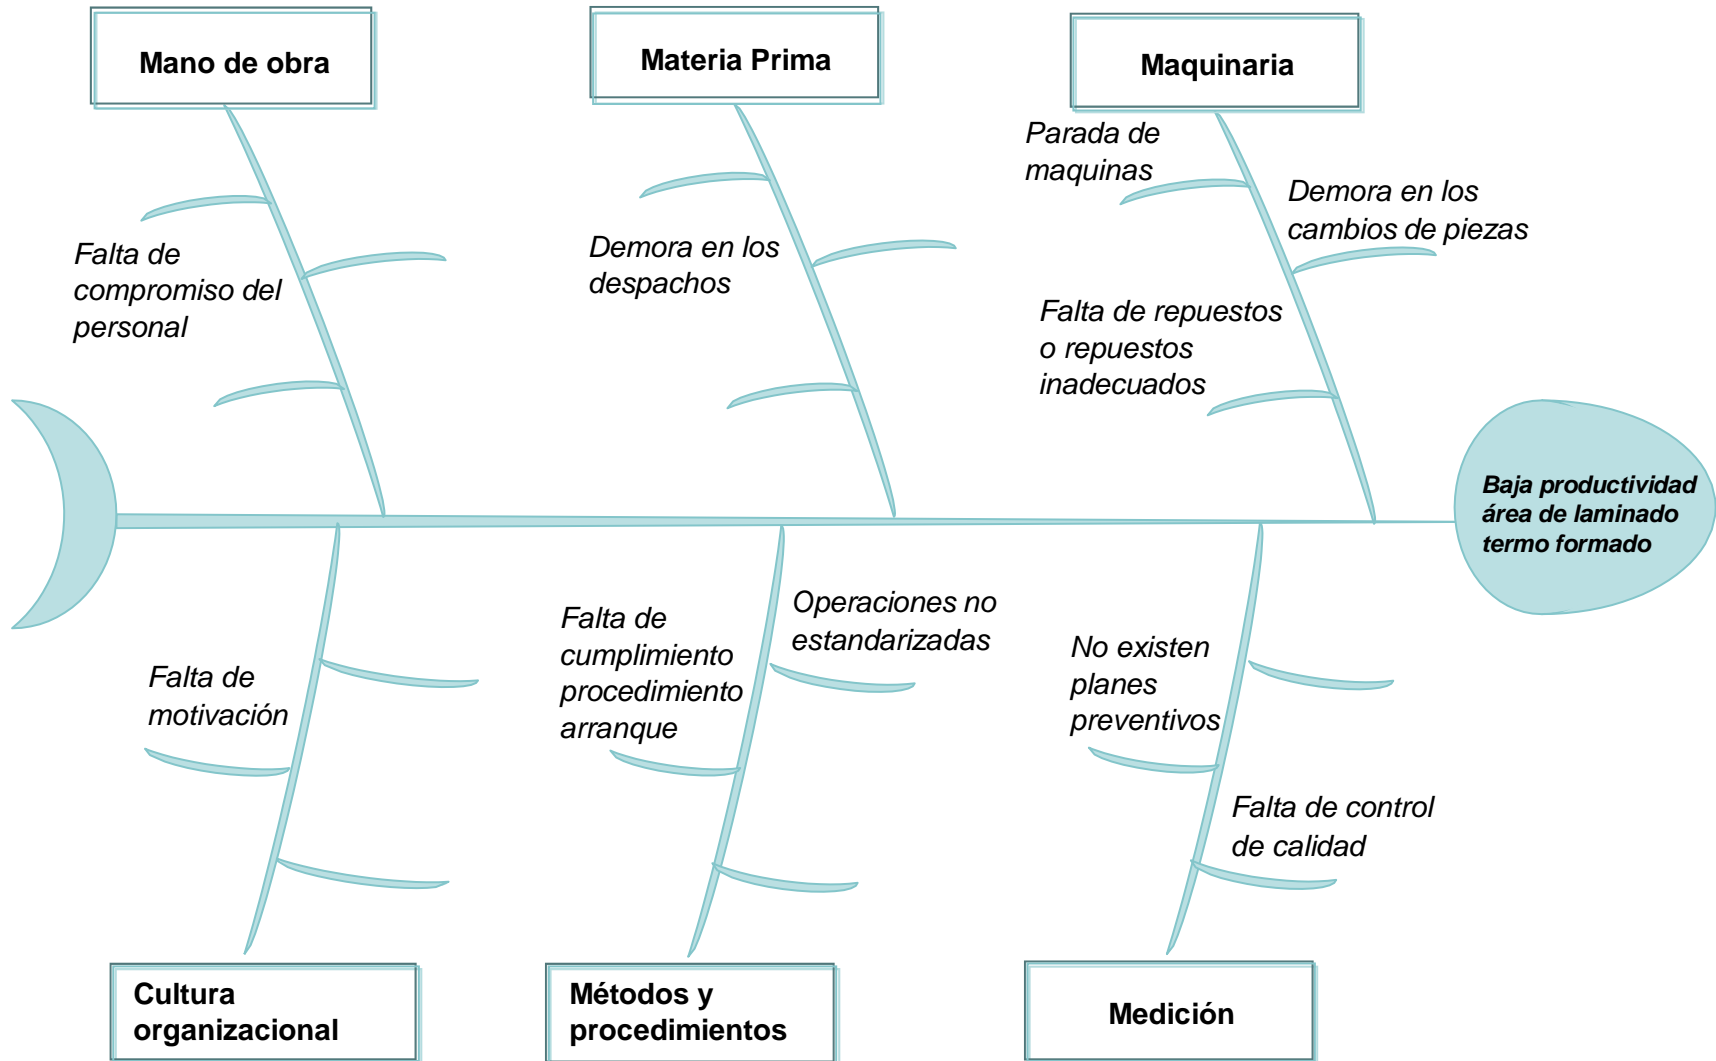 Mano de obra
Materia Prima
Maquinaria
Parada de
maquinas
Demora en los
cambios de piezas
Falta de
compromiso del
personal
Demora en los
despachos
Falta de repuestos
o repuestos
inadecuados
Baja productividad
área de laminado
termo formado
Falta de
motivación
Falta de
cumplimiento
procedimiento
arranque
Operaciones no
estandarizadas
No existen
planes
preventivos
Falta de control
de calidad
Cultura
organizacional
Métodos y
procedimientos
Medición